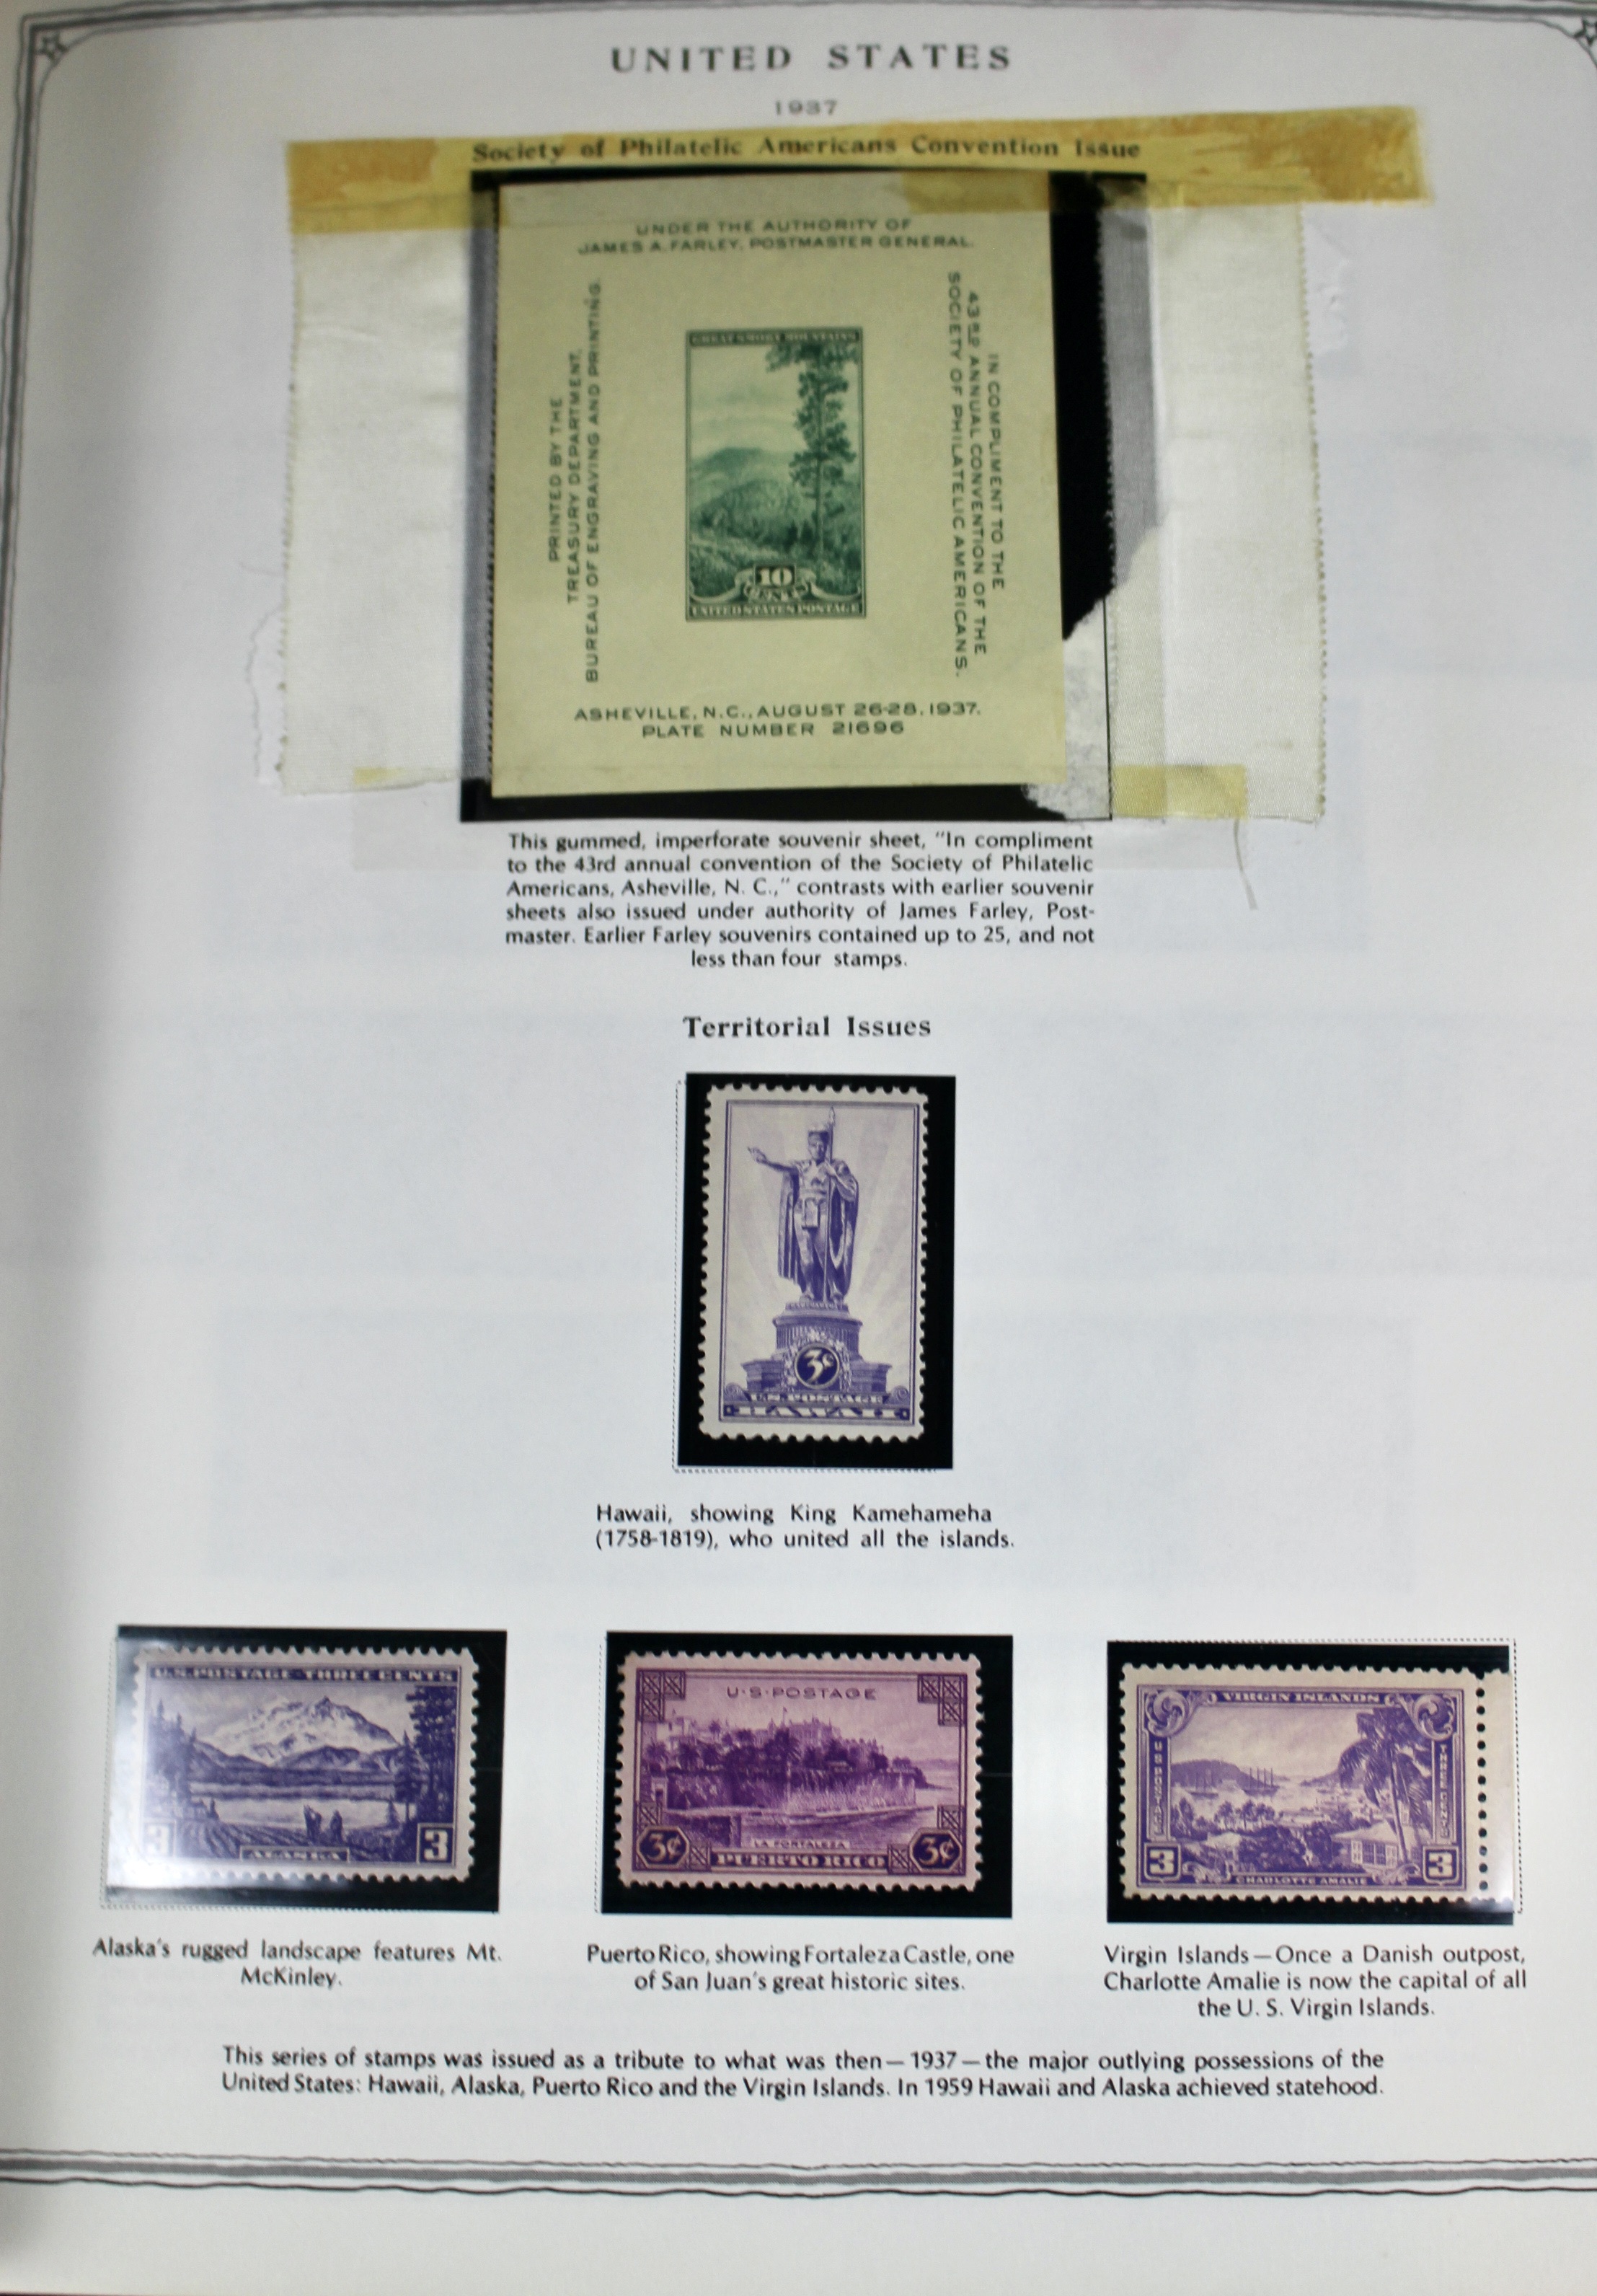 UNITED STATES
1937
Society of Philatelic Americans Convention Issue
UNDER THE AUTHORITY OF
JAMES A. FARLEY, POSTMASTER GENERAL.
PRINTED BY THE
TREASURY DEPARTMENT,
BUREAU OF ENGRAVING AND PRINTING.
GREAT SMOKY MOUNTAINS
10
CENTS
UNITED STATES POSTAGE
IN COMPLIMENT TO THE
43RD ANNUAL CONVENTION OF THE
SOCIETY OF PHILATELIC AMERICANS.
ASHEVILLE, N.C., AUGUST 26-28, 1937.
PLATE NUMBER 21696
This gummed, imperforate souvenir sheet, "In compliment
to the 43rd annual convention of the Society of Philatelic
Americans, Asheville, N. C.," contrasts with earlier souvenir
sheets also issued under authority of James Farley, Post-
master. Earlier Farley souvenirs contained up to 25, and not
less than four stamps.
Territorial Issues
3¢
U.S. POSTAGE
HAWAII
Hawaii, showing King Kamehameha
(1758-1819), who united all the islands.
U.S. POSTAGE THREE CENTS
3 ALASKA 3
Alaska's rugged landscape features Mt.
McKinley.
U·S·POSTAGE
LA FORTALEZA
3¢ PUERTO RICO 3¢
Puerto Rico, showing Fortaleza Castle, one
of San Juan's great historic sites.
VIRGIN ISLANDS
U S POSTAGE
THREE CENTS
3 3
CHARLOTTE AMALIE
Virgin Islands—Once a Danish outpost,
Charlotte Amalie is now the capital of all
the U. S. Virgin Islands.
This series of stamps was issued as a tribute to what was then—1937—the major outlying possessions of the
United States: Hawaii, Alaska, Puerto Rico and the Virgin Islands. In 1959 Hawaii and Alaska achieved statehood.